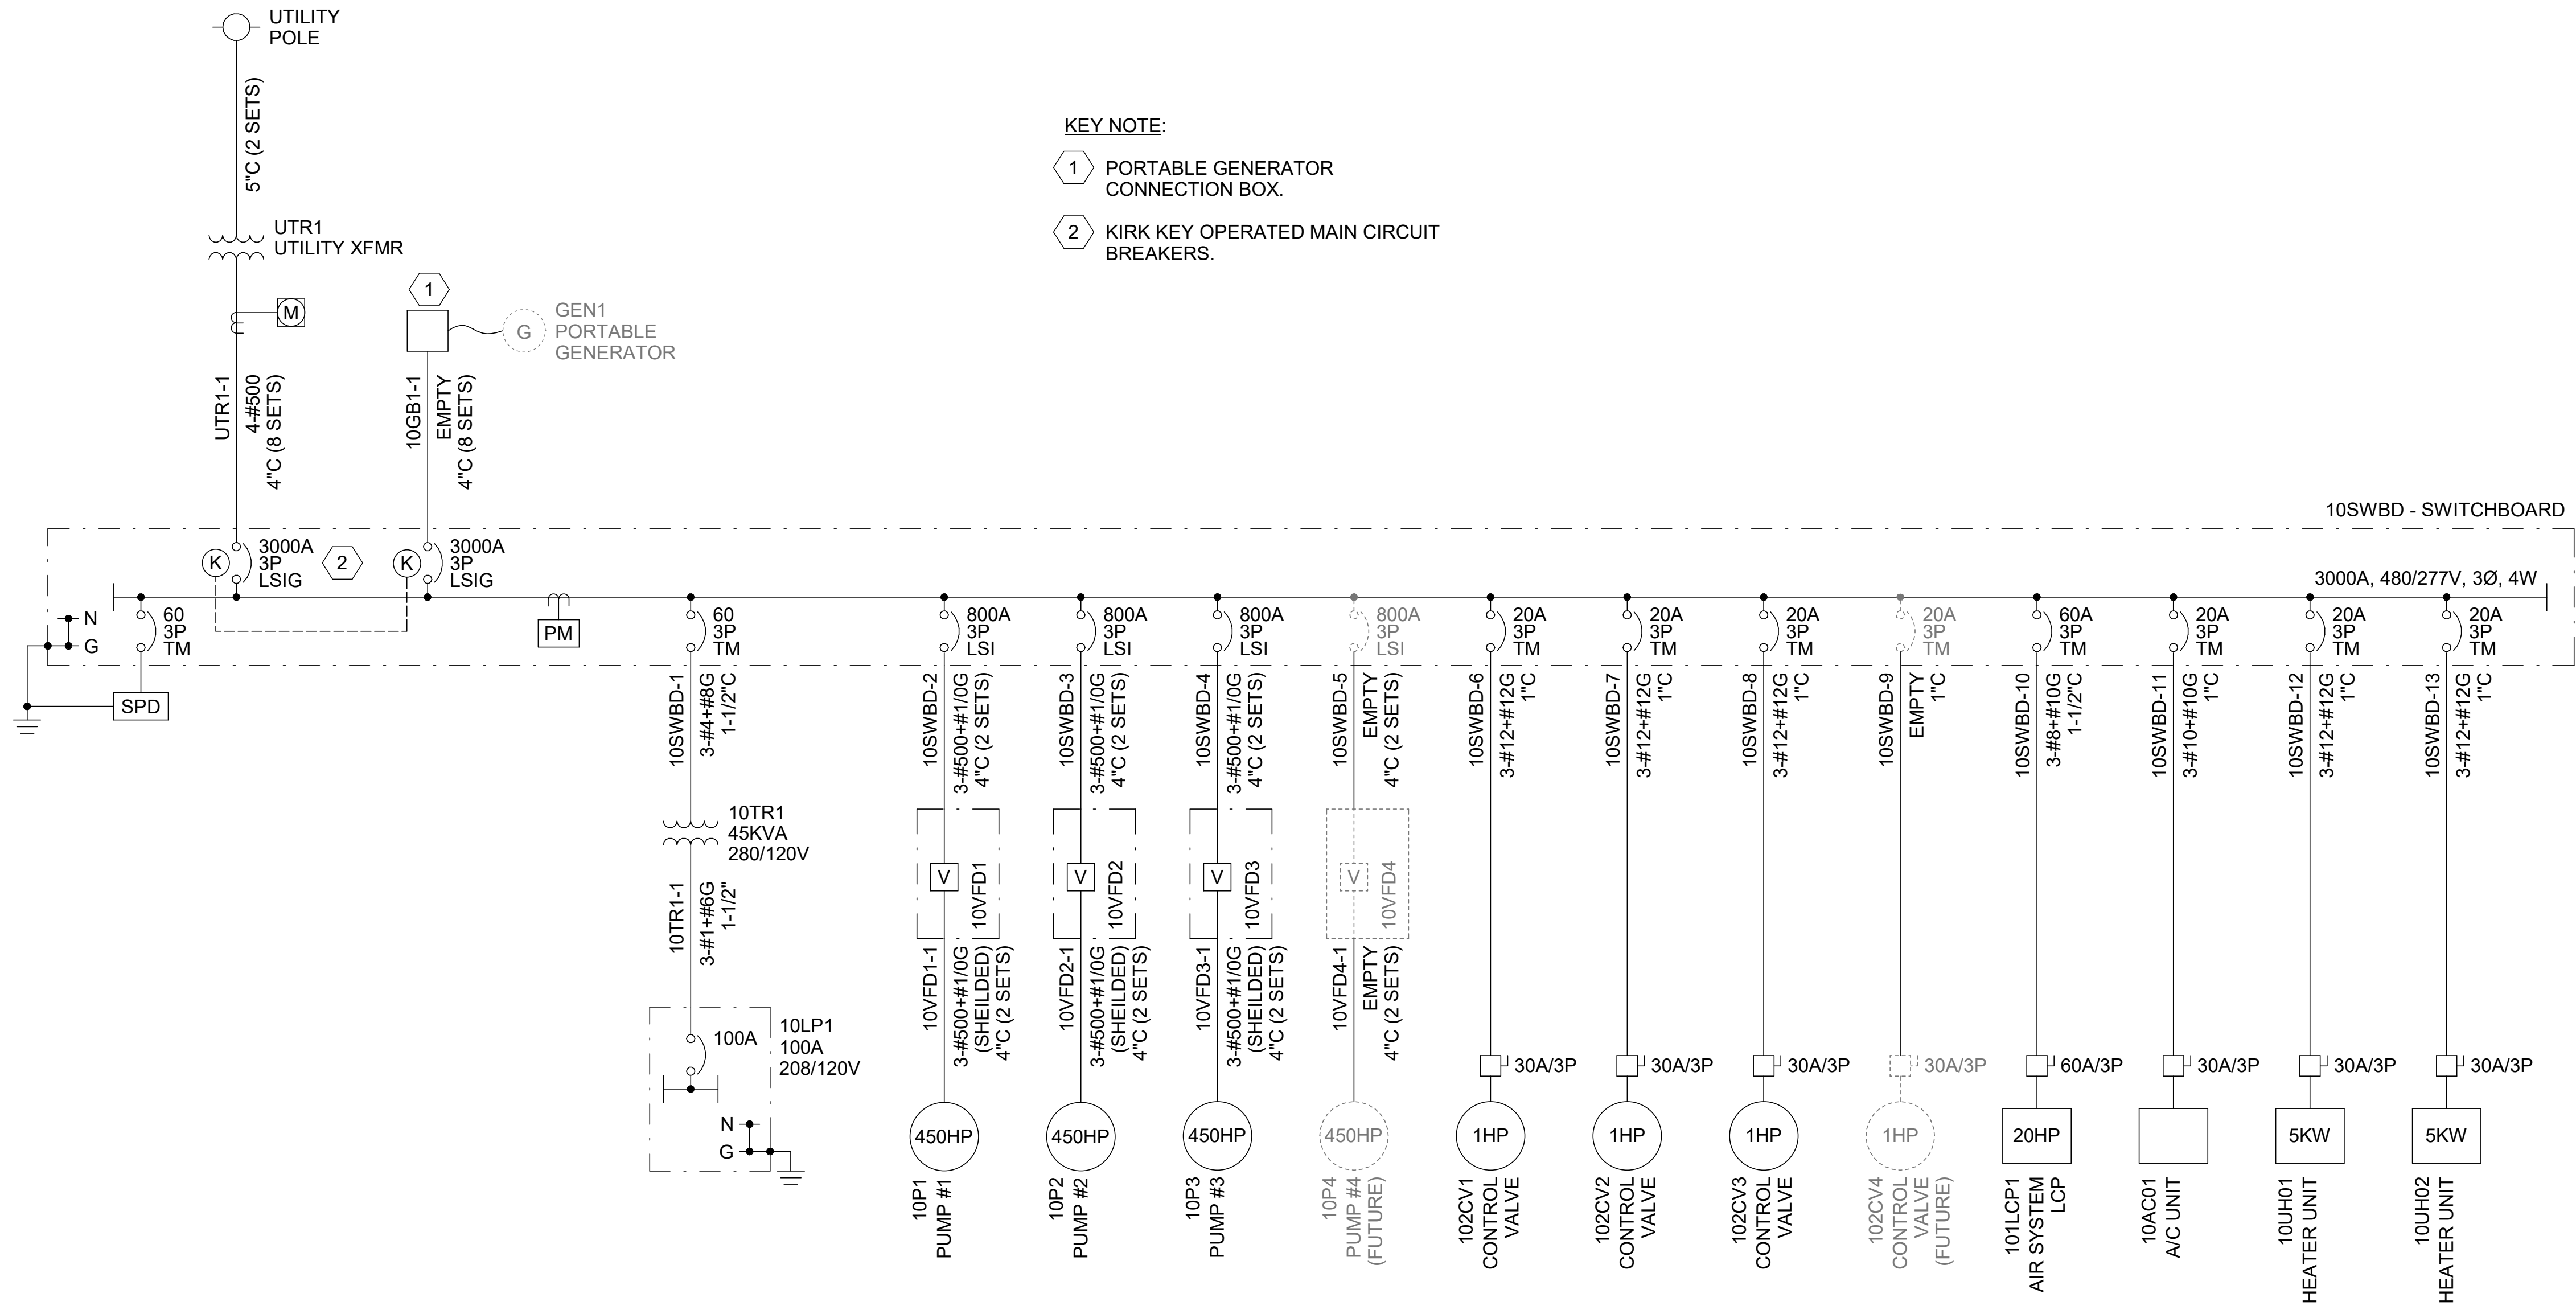 UTILITY
POLE
5"C (2 SETS)
UTR1
UTILITY XFMR
M
KEY NOTE:
1
PORTABLE GENERATOR
CONNECTION BOX.
2
KIRK KEY OPERATED MAIN CIRCUIT
BREAKERS.
1
G
GEN1
PORTABLE
GENERATOR
UTR1-1
4-#500
4"C (8 SETS)
10GB1-1
EMPTY
4"C (8 SETS)
10SWBD - SWITCHBOARD
3000A, 480/277V, 3Ø, 4W
K
3000A
3P
LSIG
2
K
3000A
3P
LSIG
N
G
60
3P
TM
SPD
PM
60
3P
TM
10SWBD-1
3-#4+#8G
1-1/2"C
10TR1
45KVA
280/120V
10TR1-1
3-#1+#6G
1-1/2"
100A
10LP1
100A
208/120V
N
G
800A
3P
LSI
10SWBD-2
3-#500+#1/0G
4"C (2 SETS)
V
10VFD1
10VFD1-1
3-#500+#1/0G
(SHEILDED)
4"C (2 SETS)
450HP
10P1
PUMP #1
800A
3P
LSI
10SWBD-3
3-#500+#1/0G
4"C (2 SETS)
V
10VFD2
10VFD2-1
3-#500+#1/0G
(SHEILDED)
4"C (2 SETS)
450HP
10P2
PUMP #2
800A
3P
LSI
10SWBD-4
3-#500+#1/0G
4"C (2 SETS)
V
10VFD3
10VFD3-1
3-#500+#1/0G
(SHEILDED)
4"C (2 SETS)
450HP
10P3
PUMP #3
800A
3P
LSI
10SWBD-5
EMPTY
4"C (2 SETS)
V
10VFD4
10VFD4-1
EMPTY
4"C (2 SETS)
450HP
10P4
PUMP #4
(FUTURE)
20A
3P
TM
10SWBD-6
3-#12+#12G
1"C
30A/3P
1HP
102CV1
CONTROL
VALVE
20A
3P
TM
10SWBD-7
3-#12+#12G
1"C
30A/3P
1HP
102CV2
CONTROL
VALVE
20A
3P
TM
10SWBD-8
3-#12+#12G
1"C
30A/3P
1HP
102CV3
CONTROL
VALVE
20A
3P
TM
10SWBD-9
EMPTY
1"C
30A/3P
1HP
102CV4
CONTROL
VALVE
(FUTURE)
60A
3P
TM
10SWBD-10
3-#8+#10G
1-1/2"C
60A/3P
20HP
101LCP1
AIR SYSTEM
LCP
20A
3P
TM
10SWBD-11
3-#10+#10G
1"C
30A/3P
10AC01
A/C UNIT
20A
3P
TM
10SWBD-12
3-#12+#12G
1"C
30A/3P
5KW
10UH01
HEATER UNIT
20A
3P
TM
10SWBD-13
3-#12+#12G
1"C
30A/3P
5KW
10UH02
HEATER UNIT